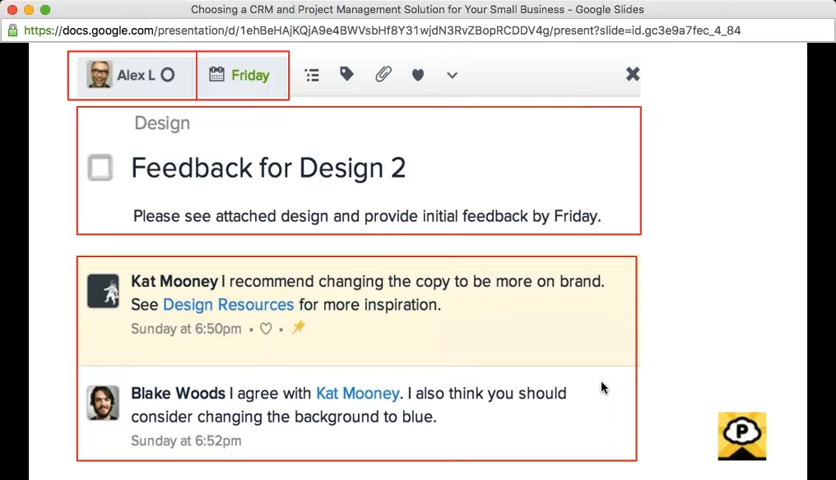 Choosing a CRM and Project Management Solution for Your Small Business - Google Slides
https://docs.google.com/presentation/d/1ehBeHAjKQjA9e4BWVsbHf8Y31wjdN3RvZBopRCDDV4g/present?slide=id.gc3e9a7fec_4_84
Alex L
Friday
Design
Feedback for Design 2
Please see attached design and provide initial feedback by Friday.
Kat Mooney I recommend changing the copy to be more on brand.
See Design Resources for more inspiration.
Sunday at 6:50pm
Blake Woods I agree with Kat Mooney. I also think you should
consider changing the background to blue.
Sunday at 6:52pm
P